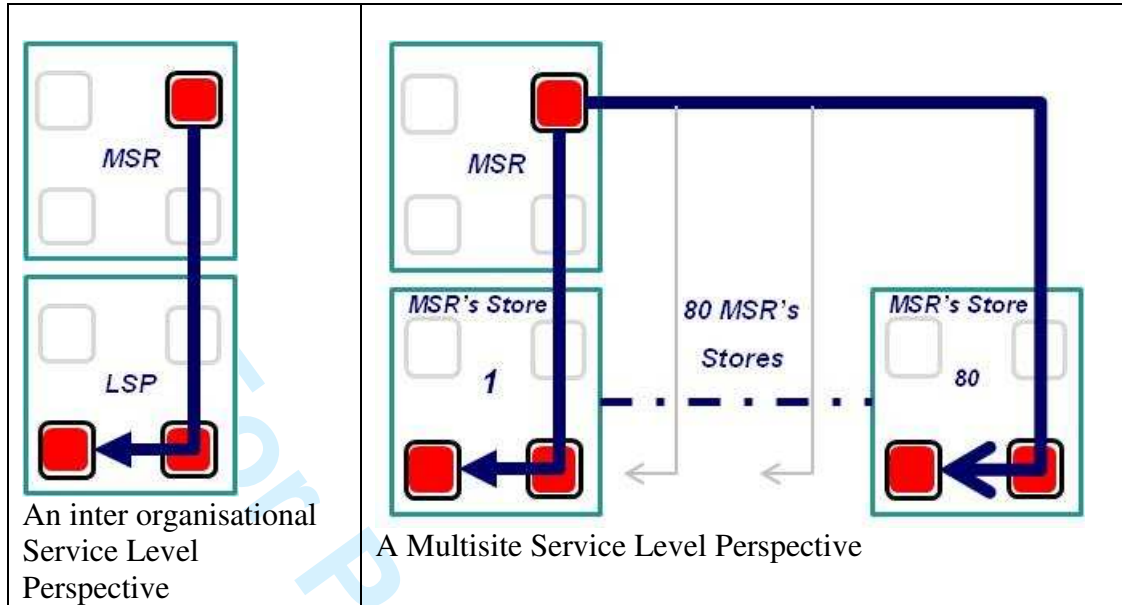 MSR
LSP
An inter organisational
Service Level
Perspective
MSR
MSR's Store
1
80 MSR's
Stores
MSR's Store
80
A Multisite Service Level Perspective